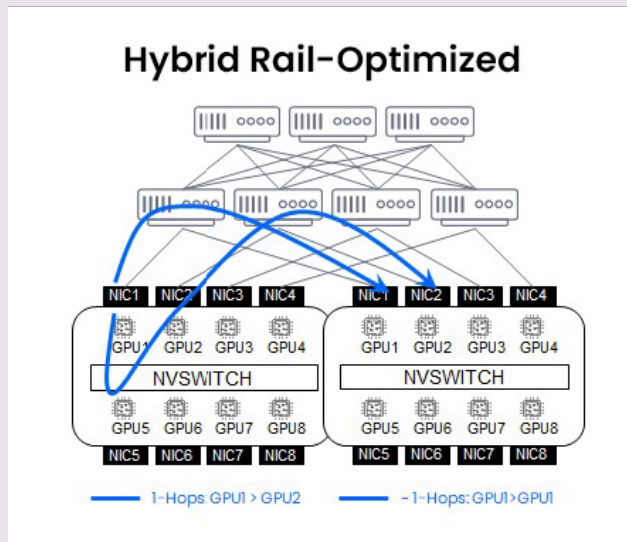 Hybrid Rail-Optimized
NIC1 NIC2 NIC3 NIC4 NIC1 NIC2 NIC3 NIC4
GPU1 GPU2 GPU3 GPU4 GPU1 GPU2 GPU3 GPU4
NVSWITCH NVSWITCH
GPU5 GPU6 GPU7 GPU8 GPU5 GPU6 GPU7 GPU8
NIC5 NIC6 NIC7 NIC8 NIC5 NIC6 NIC7 NIC8
1-Hops: GPU1 > GPU2 ~1-Hops: GPU1>GPU1